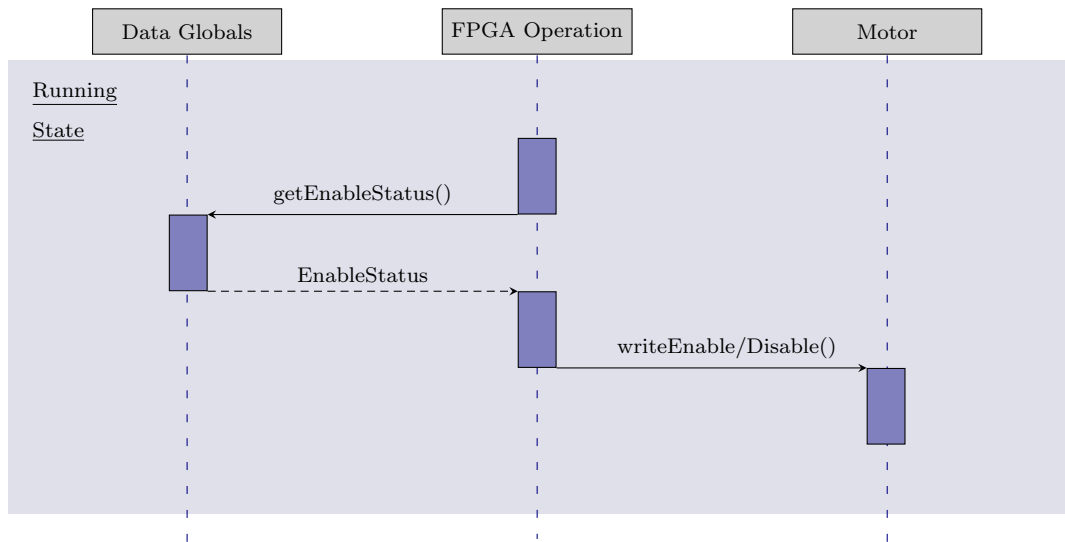 Data Globals
FPGA Operation
Motor
Running
State
getEnableStatus()
EnableStatus
writeEnable/Disable()